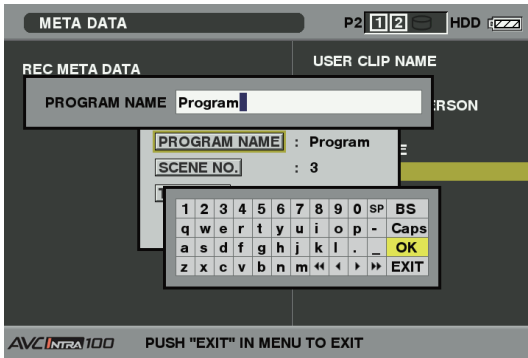 META DATA
P2 1 2 HDD
REC META DATA
USER CLIP NAME
PROGRAM NAME Program
ERSON
PROGRAM NAME : Program
E
SCENE NO. : 3
T
1 2 3 4 5 6 7 8 9 0 SP BS
q w e r t y u i o p - Caps
a s d f g h j k l . _ OK
z x c v b n m EXIT
AVC INTRA 100 PUSH "EXIT" IN MENU TO EXIT